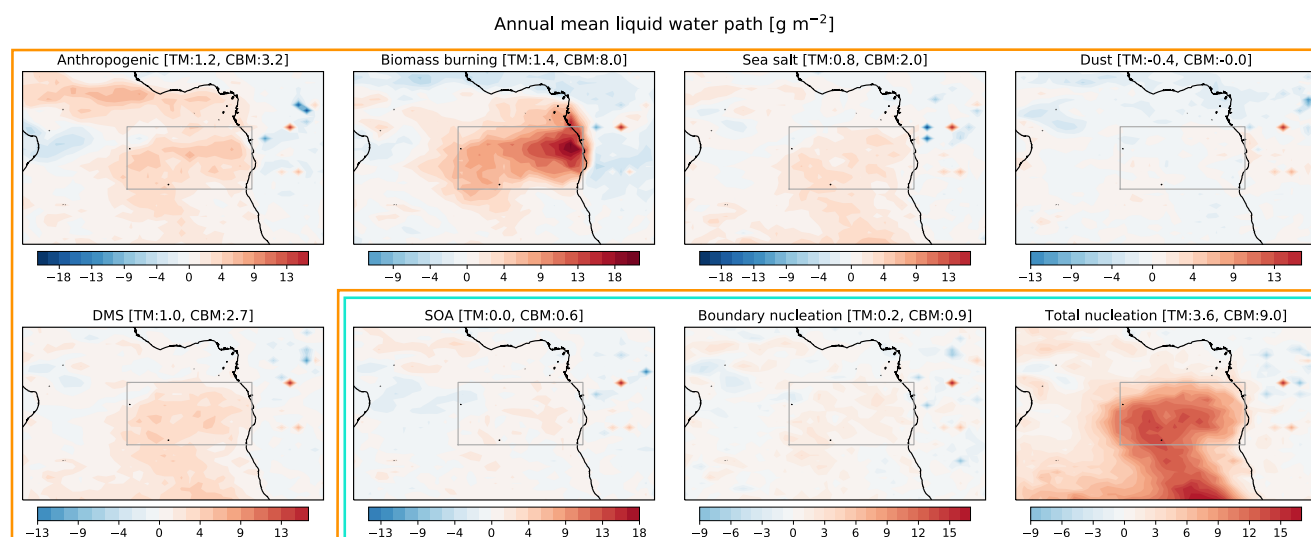 Annual mean liquid water path [g m−2]
Anthropogenic [TM:1.2, CBM:3.2]
Biomass burning [TM:1.4, CBM:8.0]
Sea salt [TM:0.8, CBM:2.0]
Dust [TM:-0.4, CBM:-0.0]
−18 −13 −9 −4 0 4 9 13
−9 −4 0 4 9 13 18
−18 −13 −9 −4 0 4 9 13
−13 −9 −4 0 4 9 13
DMS [TM:1.0, CBM:2.7]
SOA [TM:0.0, CBM:0.6]
Boundary nucleation [TM:0.2, CBM:0.9]
Total nucleation [TM:3.6, CBM:9.0]
−13 −9 −4 0 4 9 13
−13 −9 −4 0 4 9 13 18
−9 −6 −3 0 3 6 9 12 16
−9 −6 −3 0 3 6 9 12 16